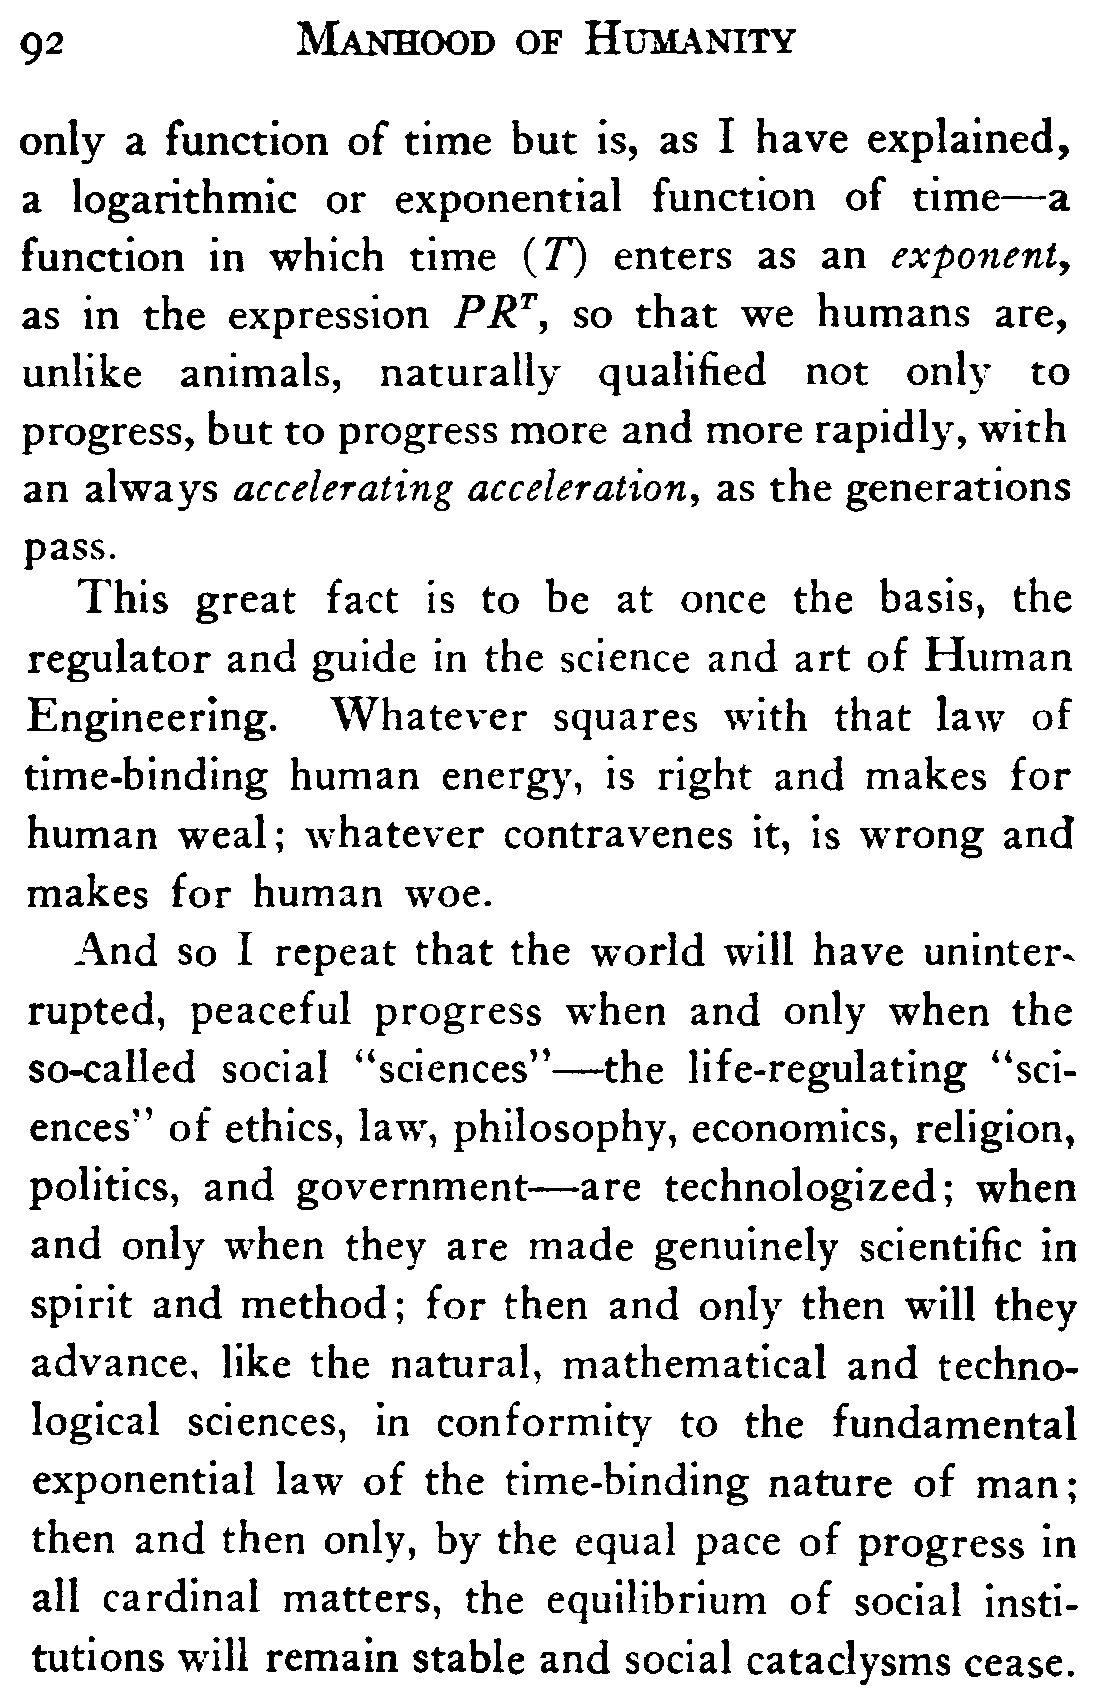 92 MANHOOD OF HUMANITY
only a function of time but is, as I have explained,
a logarithmic or exponential function of time—a
function in which time (T) enters as an exponent,
as in the expression PRᵀ, so that we humans are,
unlike animals, naturally qualified not only to
progress, but to progress more and more rapidly, with
an always accelerating acceleration, as the generations
pass.
This great fact is to be at once the basis, the
regulator and guide in the science and art of Human
Engineering. Whatever squares with that law of
time-binding human energy, is right and makes for
human weal; whatever contravenes it, is wrong and
makes for human woe.
And so I repeat that the world will have uninter-
rupted, peaceful progress when and only when the
so-called social “sciences”—the life-regulating “sci-
ences” of ethics, law, philosophy, economics, religion,
politics, and government—are technologized; when
and only when they are made genuinely scientific in
spirit and method; for then and only then will they
advance, like the natural, mathematical and techno-
logical sciences, in conformity to the fundamental
exponential law of the time-binding nature of man;
then and then only, by the equal pace of progress in
all cardinal matters, the equilibrium of social insti-
tutions will remain stable and social cataclysms cease.